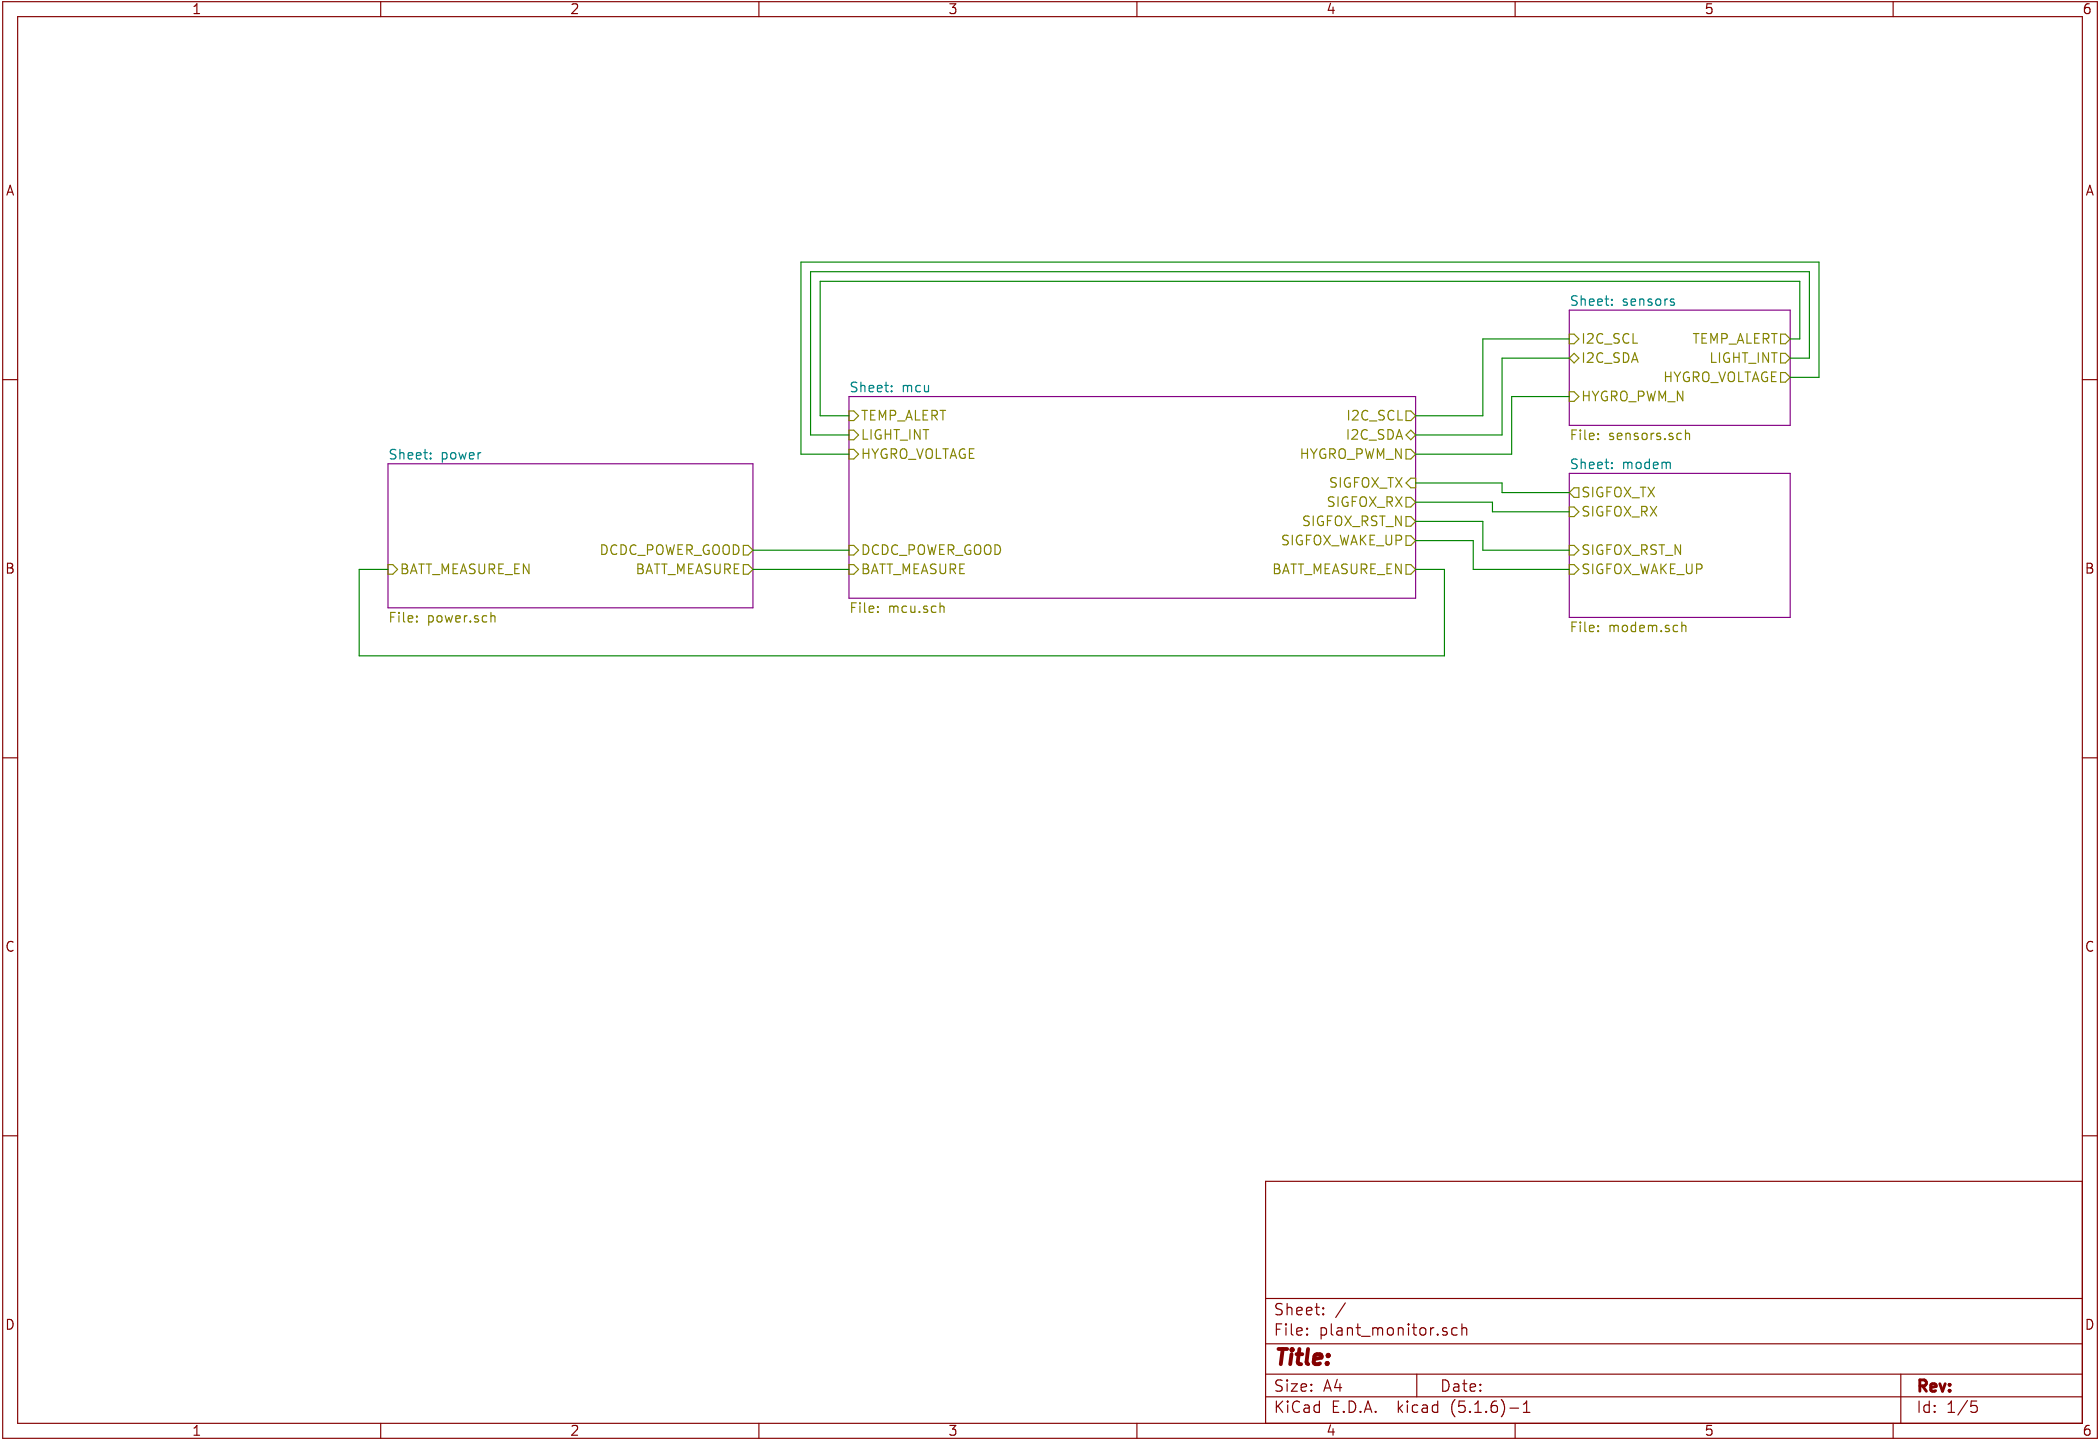 1 2 3 4 5 6
A A
B B
C C
D D
Sheet: sensors
I2C_SCL TEMP_ALERT
I2C_SDA LIGHT_INT
HYGRO_VOLTAGE
HYGRO_PWM_N
File: sensors.sch
Sheet: mcu
TEMP_ALERT I2C_SCL
LIGHT_INT I2C_SDA
HYGRO_VOLTAGE HYGRO_PWM_N
SIGFOX_TX
SIGFOX_RX
SIGFOX_RST_N
SIGFOX_WAKE_UP
DCDC_POWER_GOOD
BATT_MEASURE BATT_MEASURE_EN
File: mcu.sch
Sheet: power
DCDC_POWER_GOOD
BATT_MEASURE_EN BATT_MEASURE
File: power.sch
Sheet: modem
SIGFOX_TX
SIGFOX_RX
SIGFOX_RST_N
SIGFOX_WAKE_UP
File: modem.sch
Sheet: /
File: plant_monitor.sch
Title:
Size: A4 Date: Rev:
KiCad E.D.A. kicad (5.1.6)-1 Id: 1/5
1 2 3 4 5 6